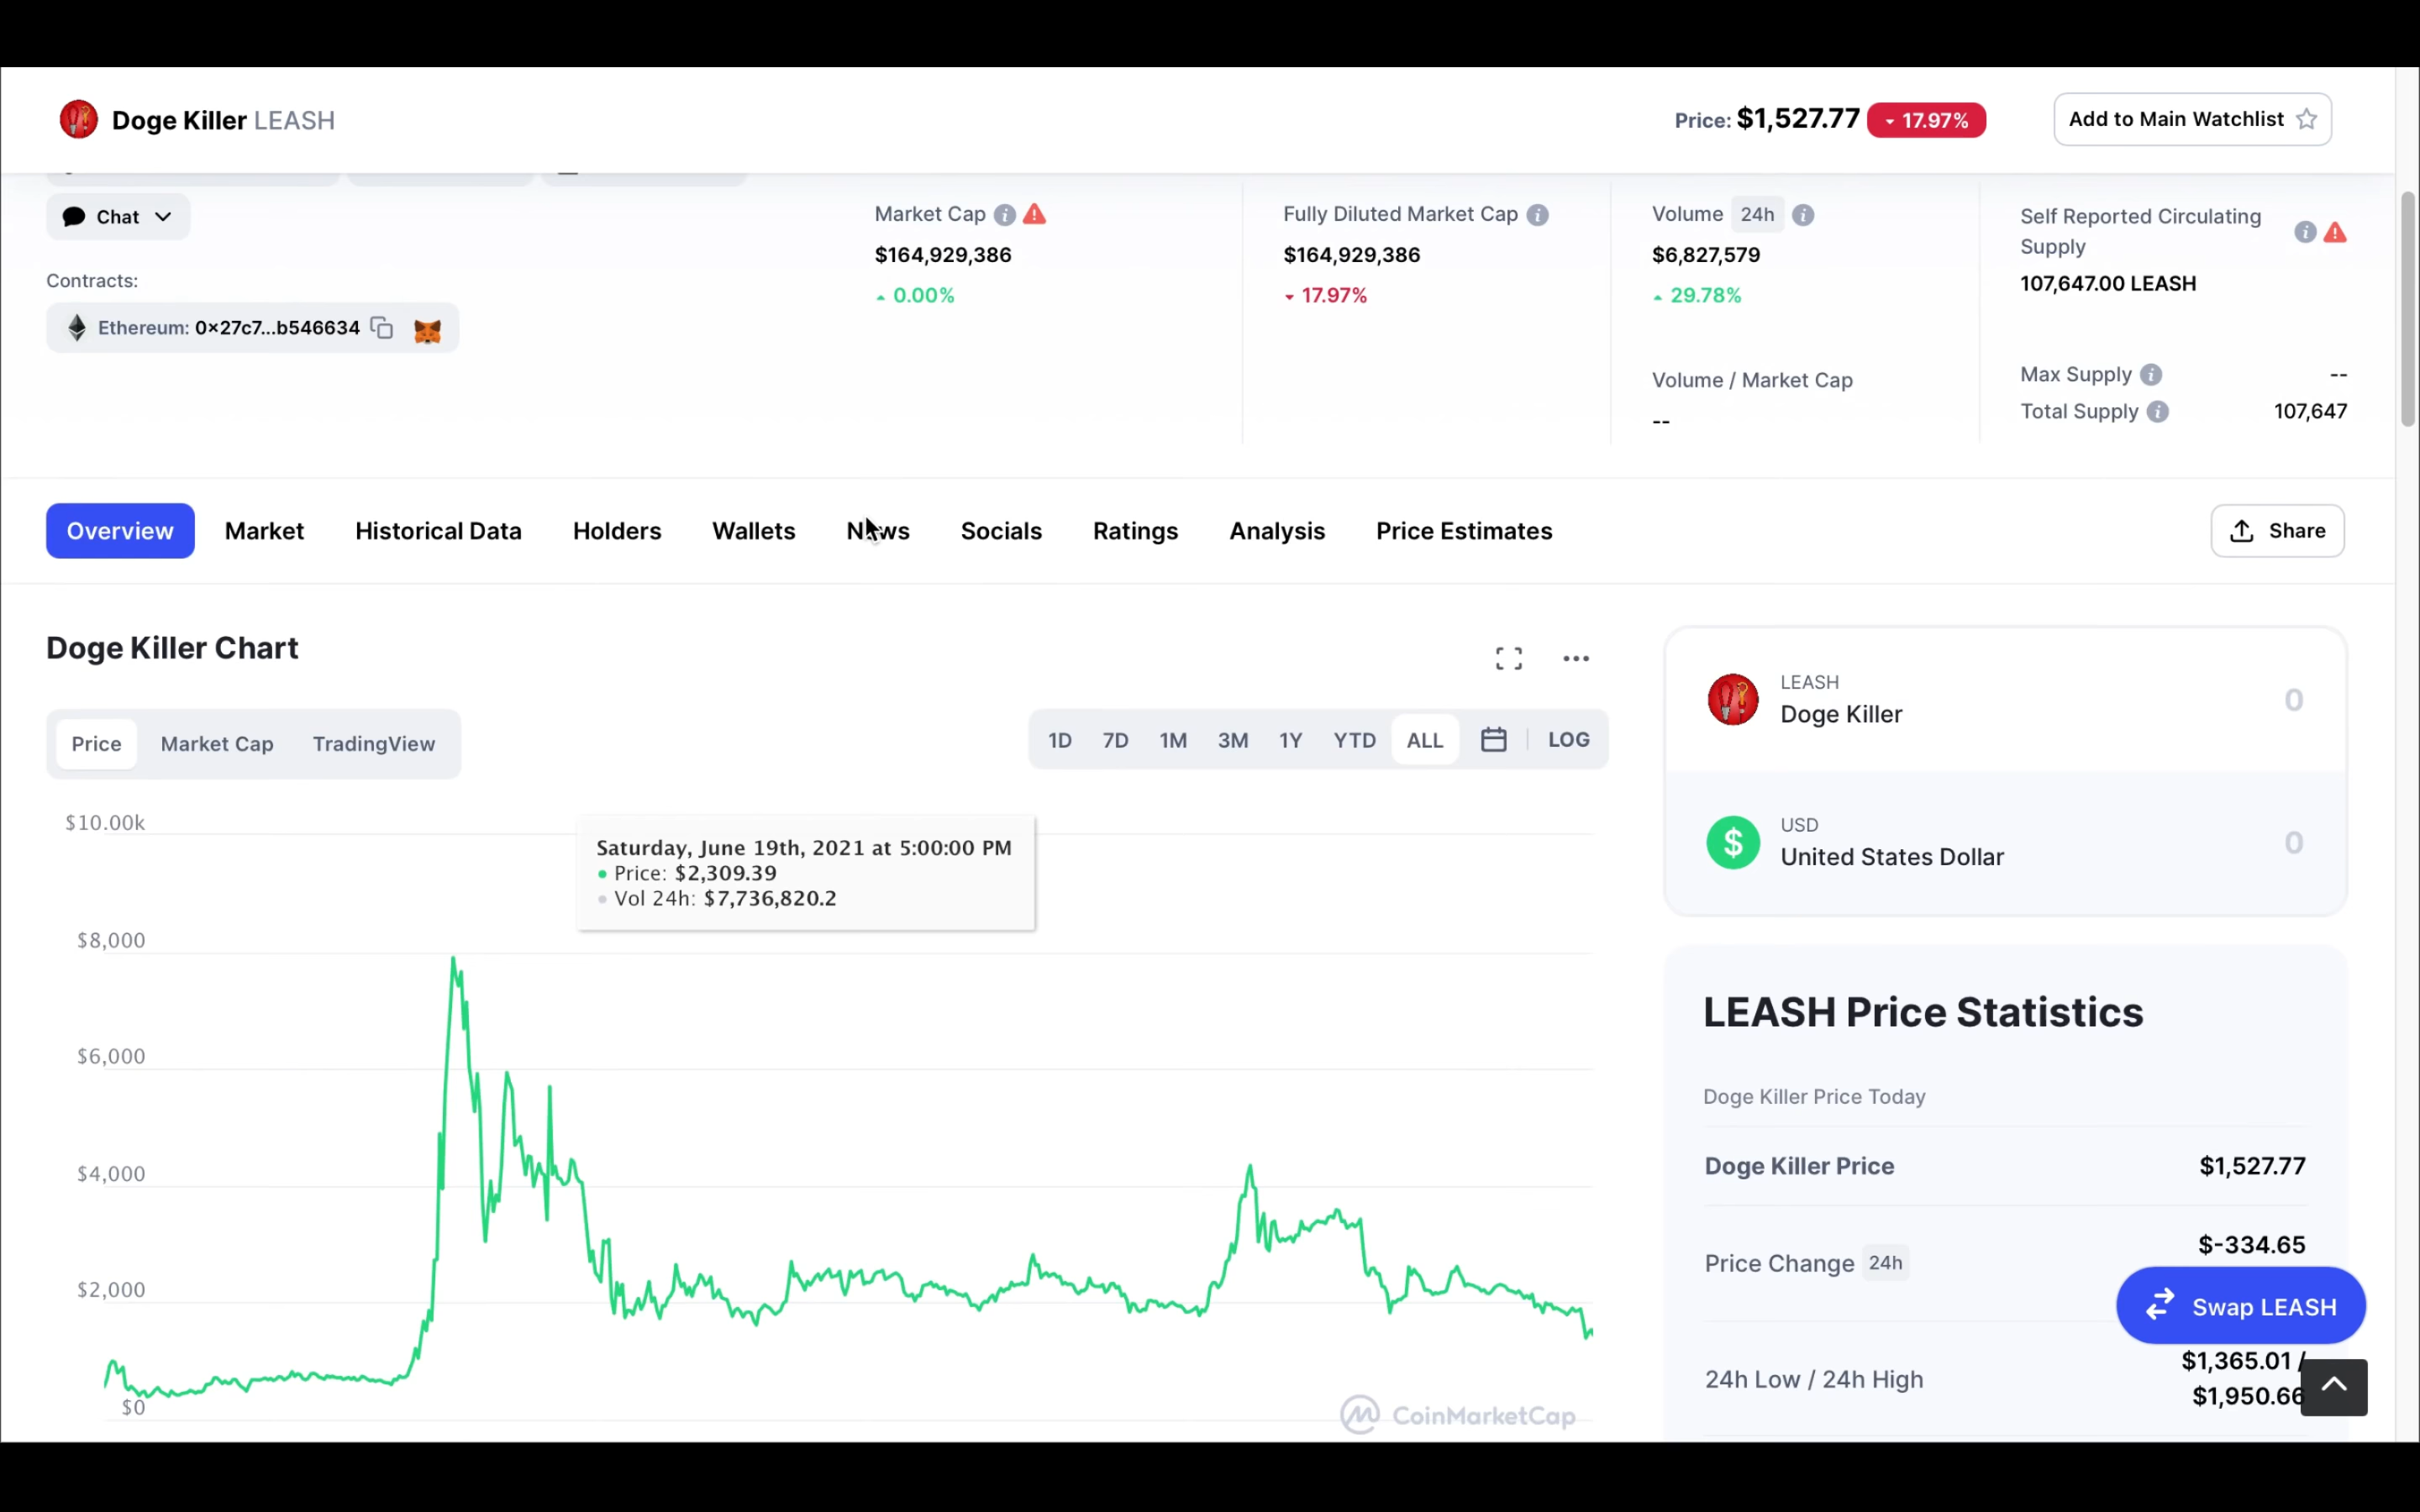 Doge Killer LEASH
Price: $1,527.77 17.97%
Add to Main Watchlist
Chat
Contracts:
Ethereum: 0×27c7...b546634
Market Cap
$164,929,386
0.00%
Fully Diluted Market Cap
$164,929,386
17.97%
Volume 24h
$6,827,579
29.78%
Volume / Market Cap
--
Self Reported Circulating
Supply
107,647.00 LEASH
Max Supply --
Total Supply 107,647
Overview Market Historical Data Holders Wallets News Socials Ratings Analysis Price Estimates
Share
Doge Killer Chart
Price Market Cap TradingView
1D 7D 1M 3M 1Y YTD ALL LOG
$10.00k
$8,000
$6,000
$4,000
$2,000
$0
Saturday, June 19th, 2021 at 5:00:00 PM
Price: $2,309.39
Vol 24h: $7,736,820.2
CoinMarketCap
LEASH
Doge Killer 0
USD
United States Dollar 0
LEASH Price Statistics
Doge Killer Price Today
Doge Killer Price $1,527.77
Price Change 24h $-334.65
Swap LEASH
24h Low / 24h High $1,365.01 /
$1,950.66